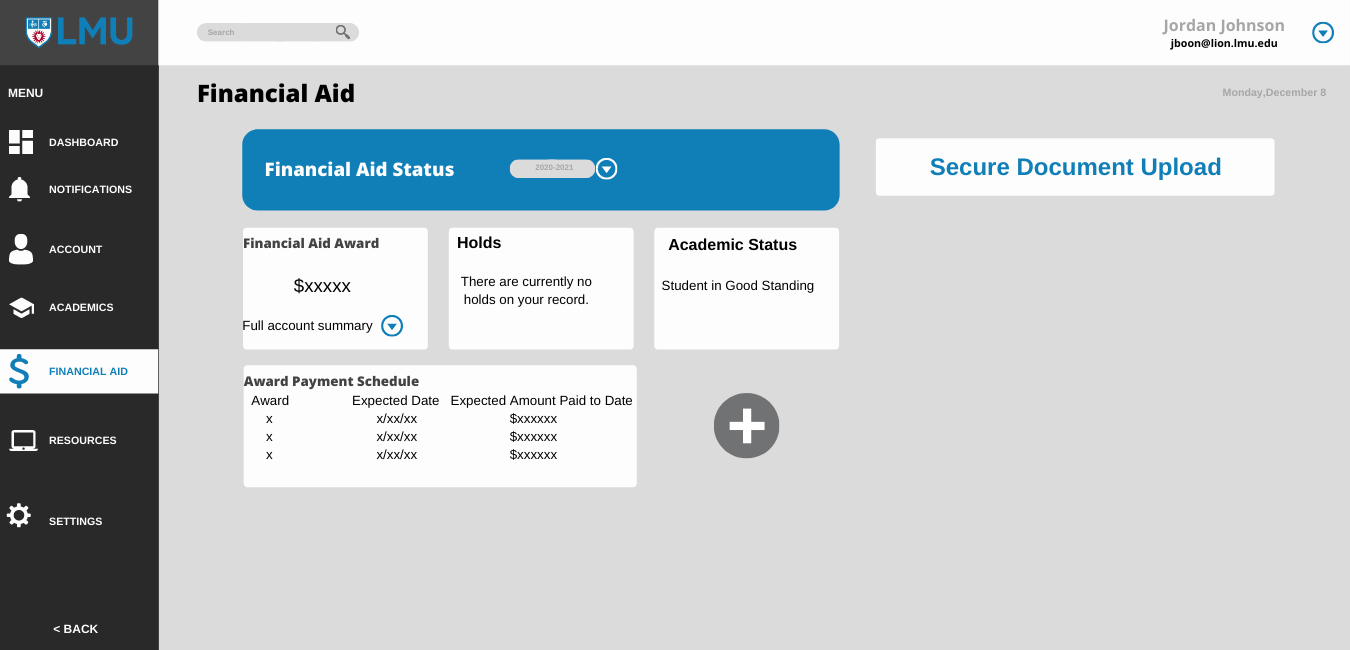 LMU
Search
Jordan Johnson
jboon@lion.lmu.edu
MENU
DASHBOARD
NOTIFICATIONS
ACCOUNT
ACADEMICS
FINANCIAL AID
RESOURCES
SETTINGS
< BACK
Financial Aid
Monday,December 8
Financial Aid Status
2020-2021
Secure Document Upload
Financial Aid Award
$xxxxx
Full account summary
Holds
There are currently no
holds on your record.
Academic Status
Student in Good Standing
Award Payment Schedule
Award Expected Date Expected Amount Paid to Date
x x/xx/xx $xxxxxx
x x/xx/xx $xxxxxx
x x/xx/xx $xxxxxx